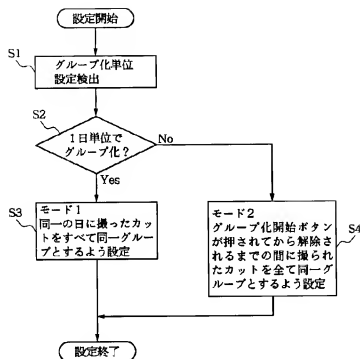 設定開始
S1
グループ化単位
設定検出
S2
1日単位で
グループ化?
No
Yes
S3
モード1
同一の日に撮ったカッ
トをすべて同一グルー
プとするよう設定
モード2
グループ化開始ボタン
が押されてから解除さ
れるまでの間に撮られ
たカットを全て同一グ
ループとするよう設定
S4
設定終了